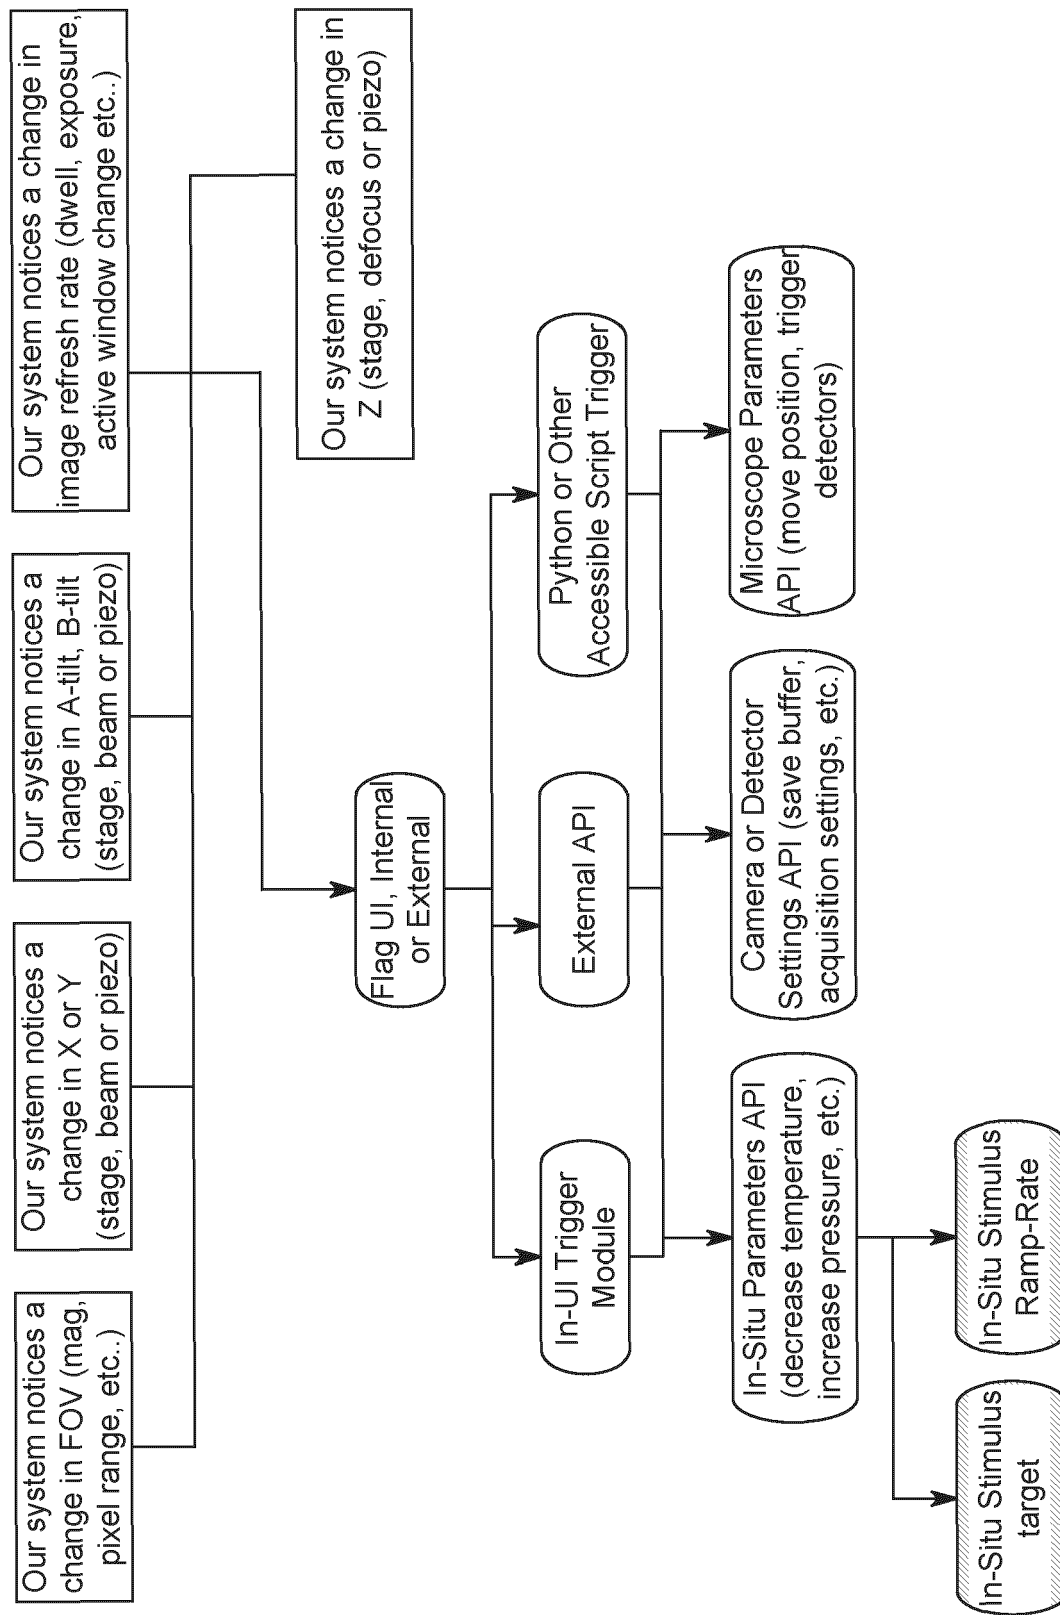 Our system notices a
change in FOV (mag,
pixel range, etc..)
Our system notices a
change in X or Y
(stage, beam or piezo)
Our system notices a
change in A-tilt, B-tilt
(stage, beam or piezo)
Our system notices a change in
image refresh rate (dwell, exposure,
active window change etc..)
Our system notices a change in
Z (stage, defocus or piezo)
Flag UI, Internal
or External
In-UI Trigger
Module
External API
Python or Other
Accessible Script Trigger
In-Situ Parameters API
(decrease temperature,
increase pressure, etc.)
Camera or Detector
Settings API (save buffer,
acquisition settings, etc.)
Microscope Parameters
API (move position, trigger
detectors)
In-Situ Stimulus
target
In-Situ Stimulus
Ramp-Rate